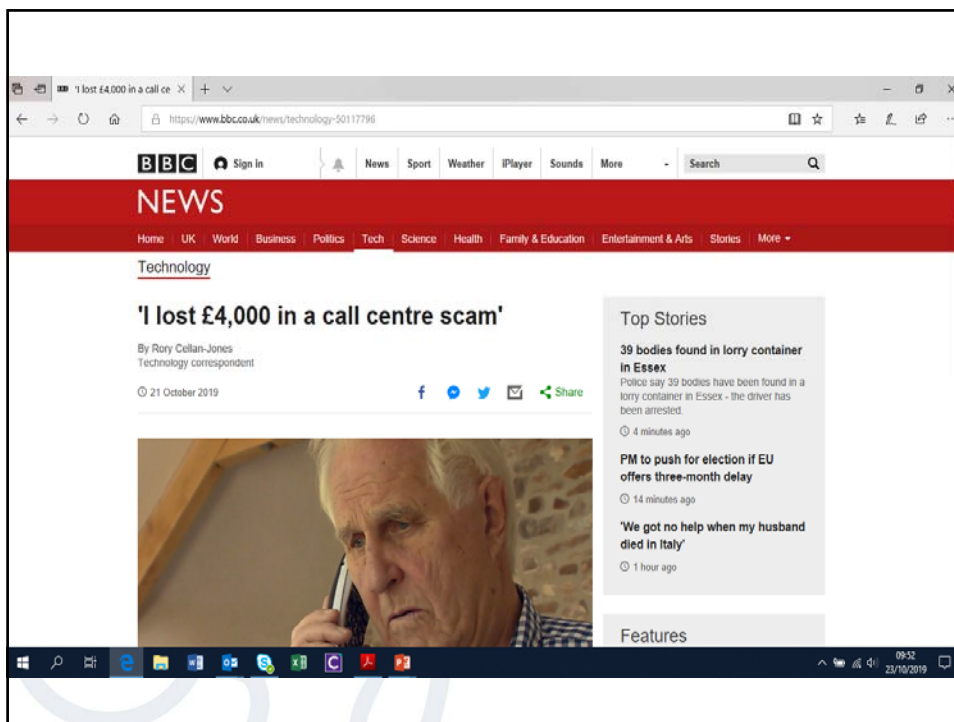 'I lost £4,000 in a call ce
https://www.bbc.co.uk/news/technology-50117796
BBC Sign in News Sport Weather iPlayer Sounds More Search
NEWS
Home UK World Business Politics Tech Science Health Family & Education Entertainment & Arts Stories More
Technology
'I lost £4,000 in a call centre scam'
By Rory Cellan-Jones
Technology correspondent
21 October 2019
f Share
Top Stories
39 bodies found in lorry container
in Essex
Police say 39 bodies have been found in a
lorry container in Essex - the driver has
been arrested.
4 minutes ago
PM to push for election if EU
offers three-month delay
14 minutes ago
'We got no help when my husband
died in Italy'
1 hour ago
Features
09:52
23/10/2019